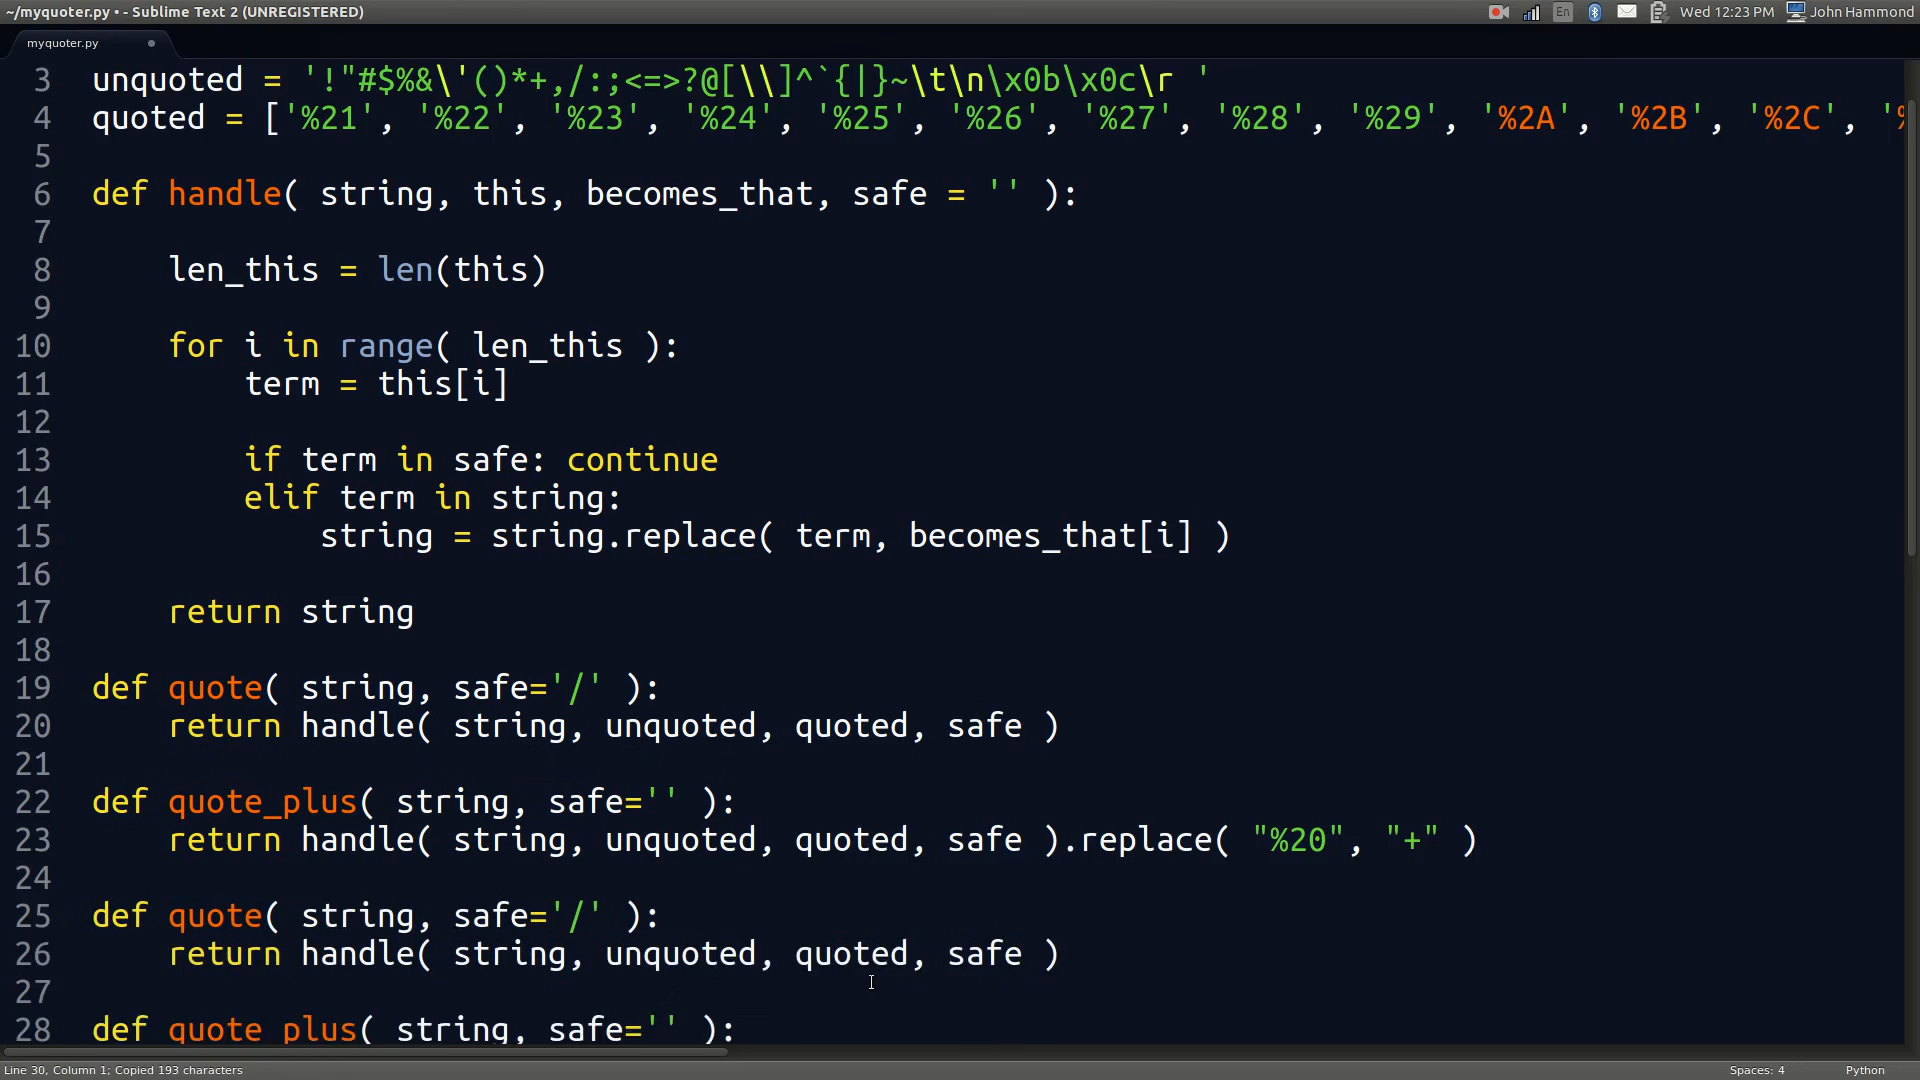 ~/myquoter.py • - Sublime Text 2 (UNREGISTERED)
En
Wed 12:23 PM
John Hammond
myquoter.py
3 unquoted = '!"#$%&\'()*+,/:;<=>?@[\\]^`{|}~\t\n\x0b\x0c\r '
4 quoted = ['%21', '%22', '%23', '%24', '%25', '%26', '%27', '%28', '%29', '%2A', '%2B', '%2C', '%
5
6 def handle( string, this, becomes_that, safe = '' ):
7
8     len_this = len(this)
9
10     for i in range( len_this ):
11         term = this[i]
12
13         if term in safe: continue
14         elif term in string:
15             string = string.replace( term, becomes_that[i] )
16
17     return string
18
19 def quote( string, safe='/' ):
20     return handle( string, unquoted, quoted, safe )
21
22 def quote_plus( string, safe='' ):
23     return handle( string, unquoted, quoted, safe ).replace( "%20", "+" )
24
25 def quote( string, safe='/' ):
26     return handle( string, unquoted, quoted, safe )
27
28 def quote_plus( string, safe='' ):
Line 30, Column 1; Copied 193 characters
Spaces: 4
Python